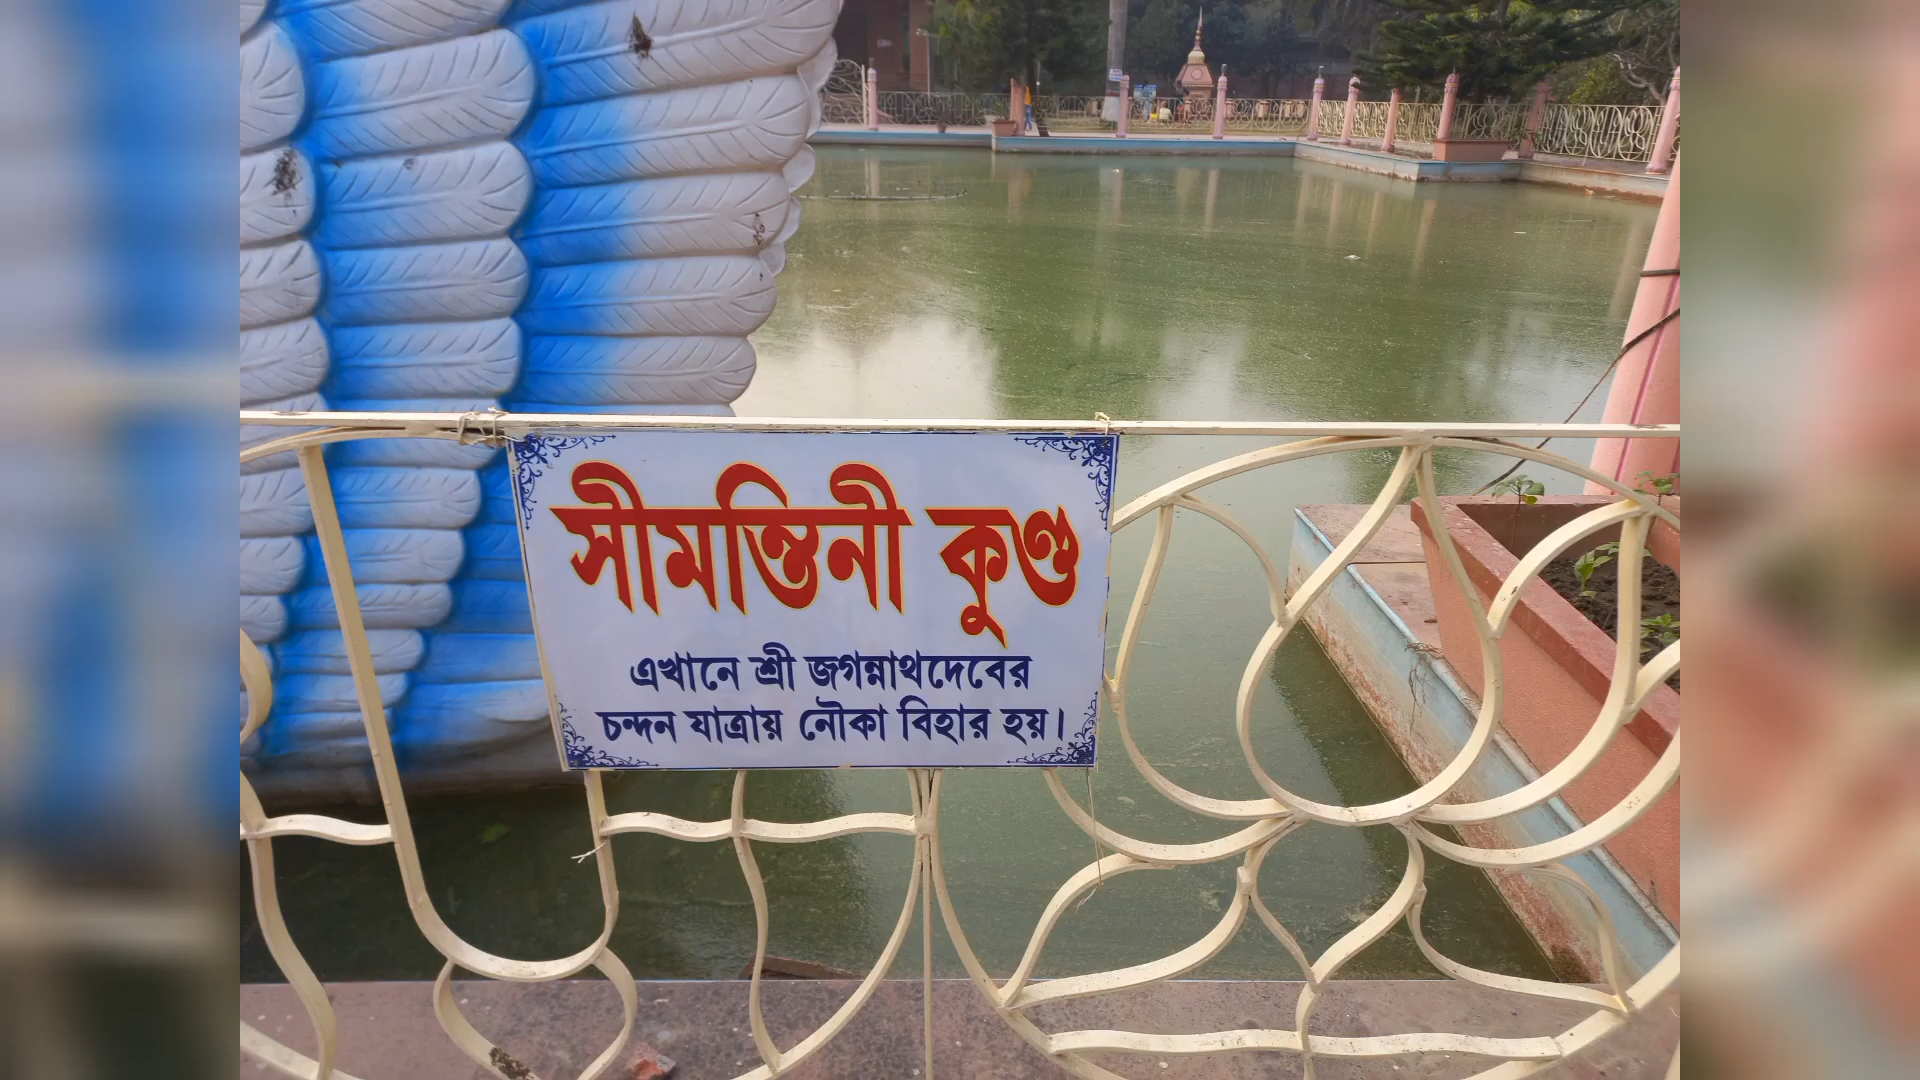 সীমন্তিনী কুণ্ড
এখানে শ্রী জগন্নাথদেবের
চন্দন যাত্রায় নৌকা বিহার হয়।